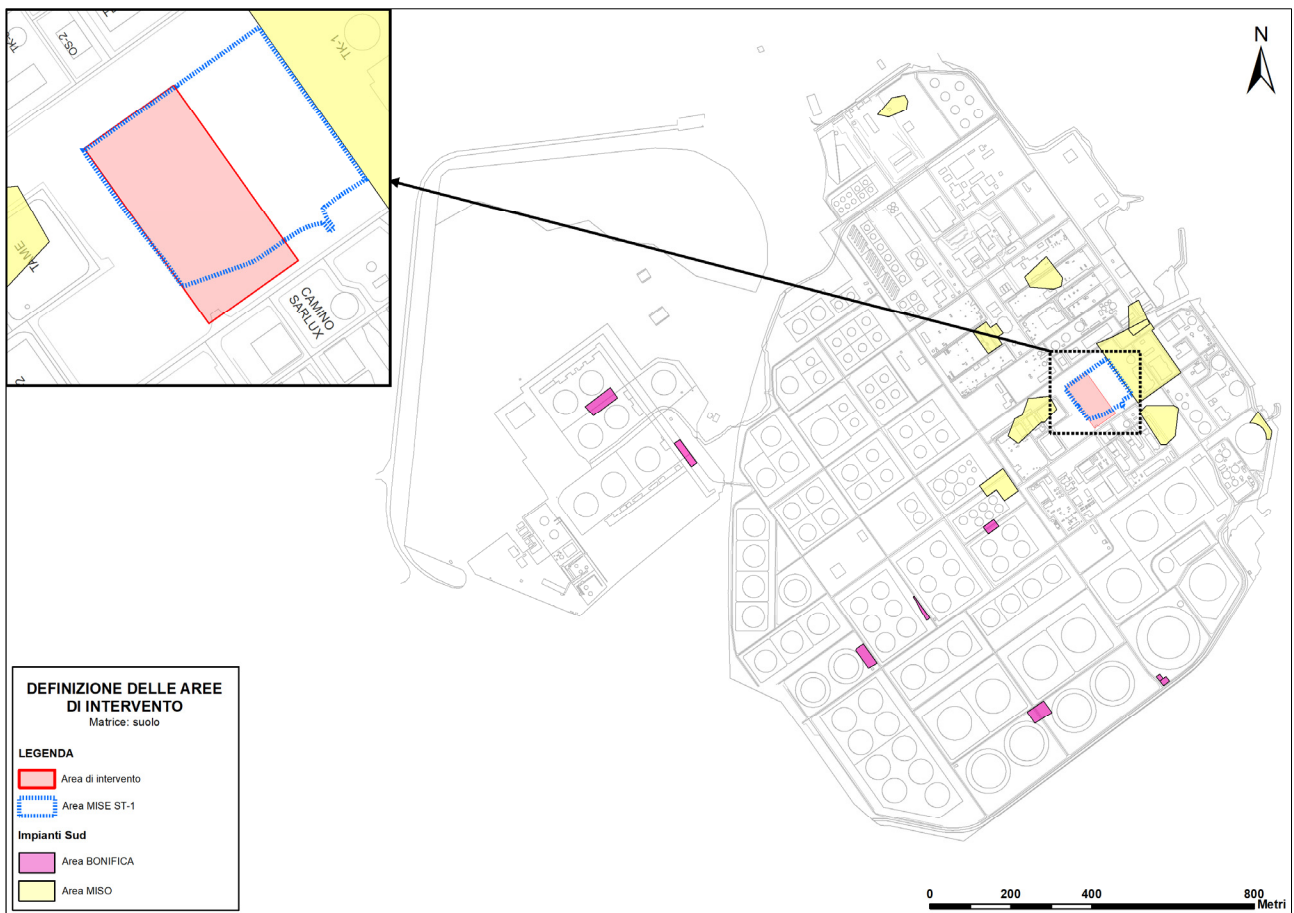 OS-2
TK-1
TAME
CAMINO
SARLUX
N
DEFINIZIONE DELLE AREE
DI INTERVENTO
Matrice: suolo
LEGENDA
Area di intervento
Area MISE ST-1
Impianti Sud
Area BONIFICA
Area MISO
0 200 400 800
Metri